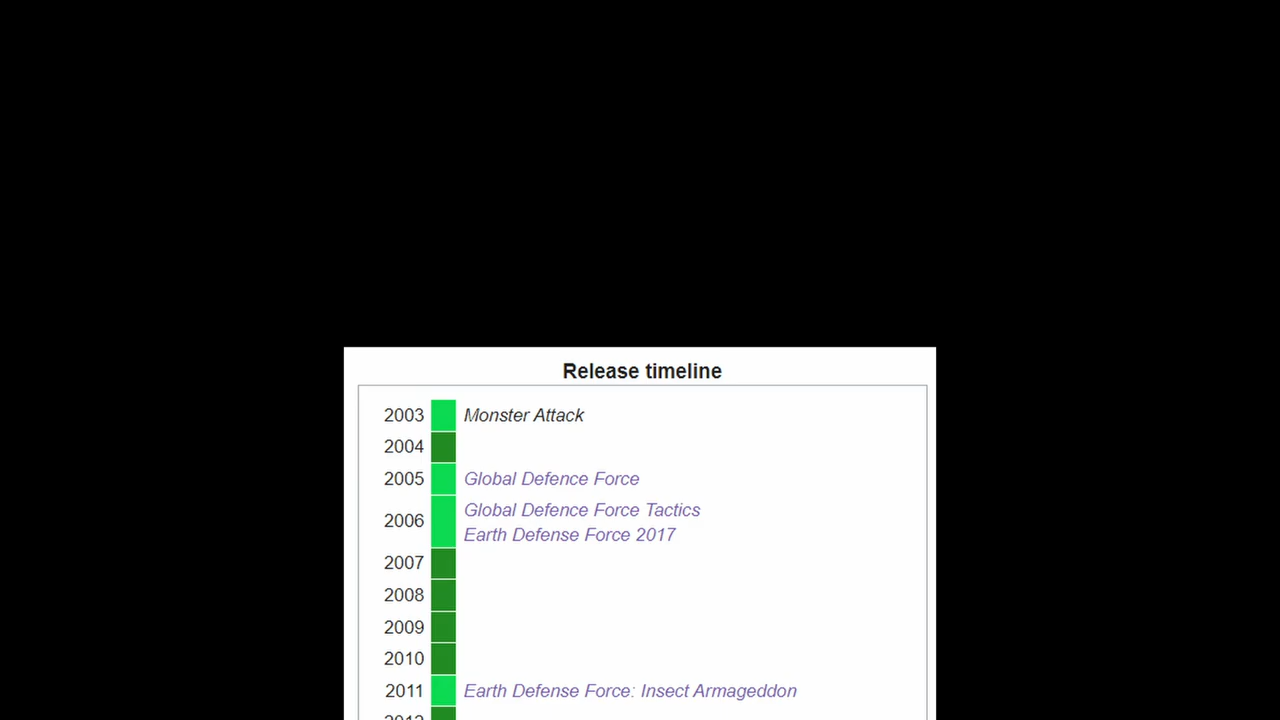 Release timeline
2003 Monster Attack
2004
2005 Global Defence Force
2006 Global Defence Force Tactics
Earth Defense Force 2017
2007
2008
2009
2010
2011 Earth Defense Force: Insect Armageddon